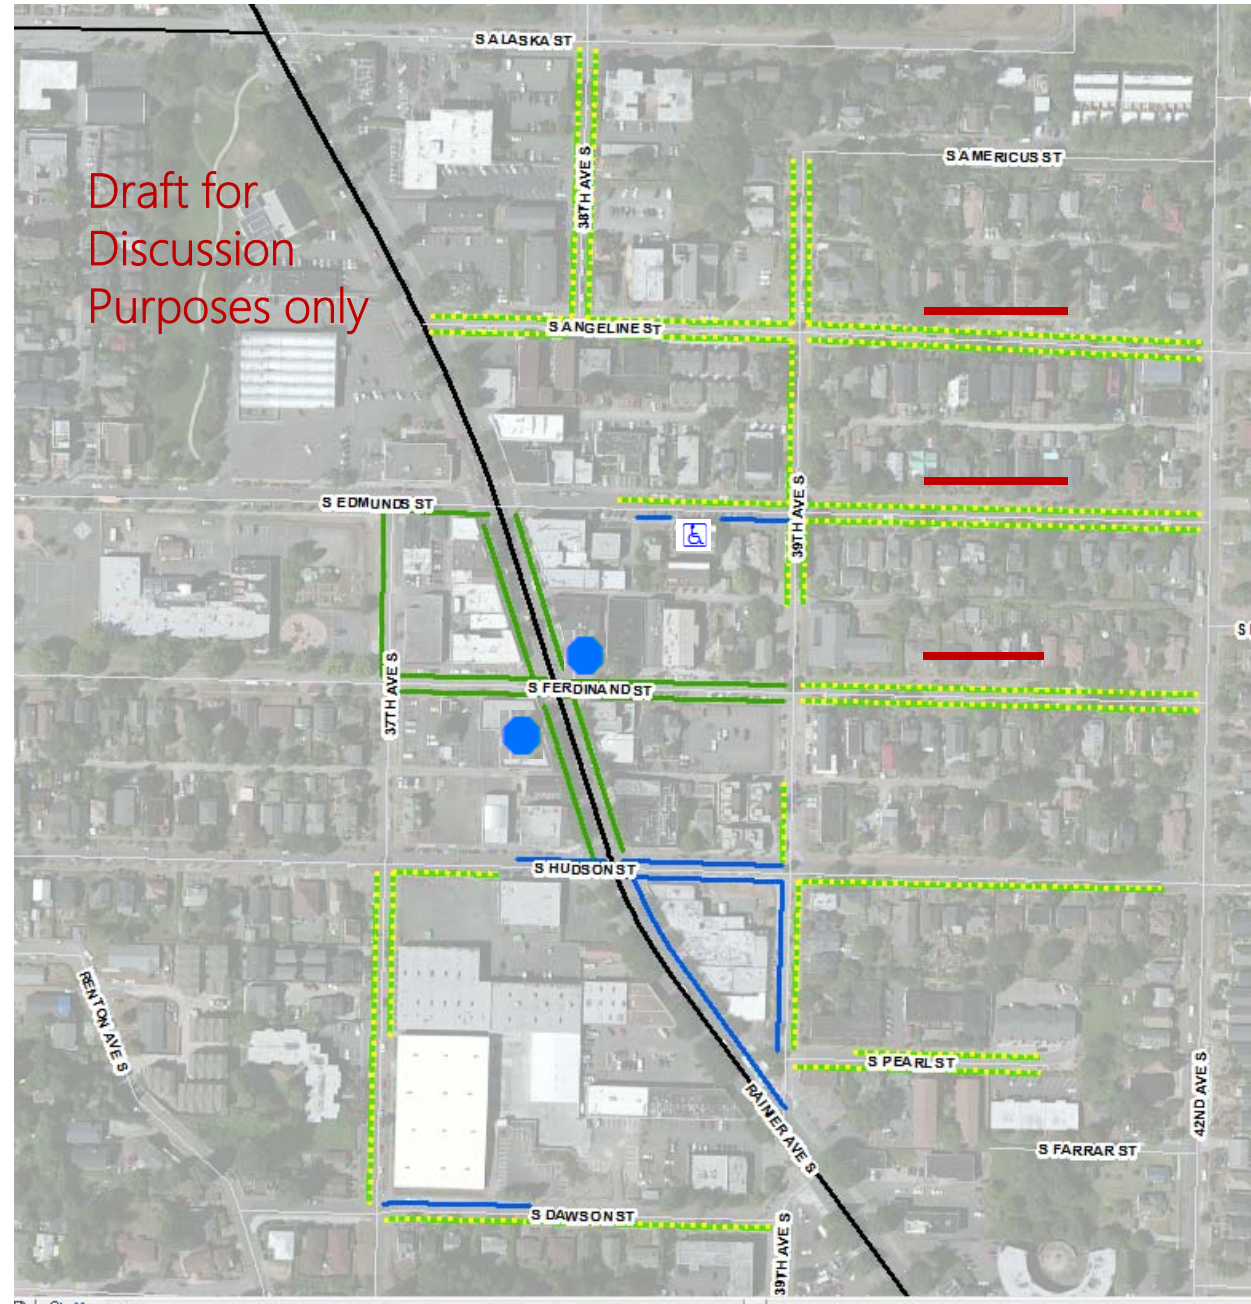 S ALASKA ST
38TH AVE S
S AMERICUS ST
Draft for
Discussion
Purposes only
S ANGELINE ST
S EDMUNDS ST
39TH AVE S
37TH AVE S
S FERDINAND ST
S HUDSON ST
RENTON AVE S
S PEARL ST
42ND AVE S
RAINIER AVE S
S FARRAR ST
S DAWSON ST
39TH AVE S